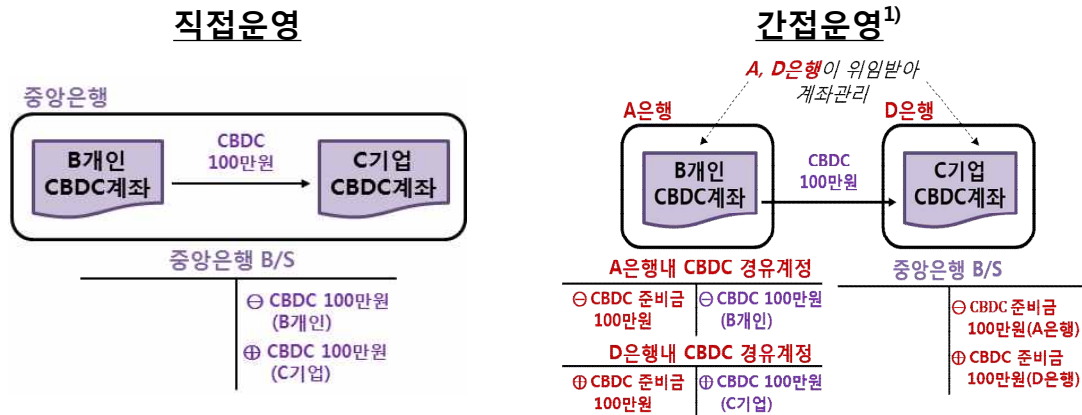 직접운영
중앙은행
B개인
CBDC계좌
CBDC
100만원
C기업
CBDC계좌
중앙은행 B/S
⊖ CBDC 100만원
(B개인)
⊕ CBDC 100만원
(C기업)
간접운영1)
A, D은행이 위임받아
계좌관리
A은행
D은행
B개인
CBDC계좌
CBDC
100만원
C기업
CBDC계좌
A은행내 CBDC 경유계정
⊖ CBDC 준비금
100만원
⊖ CBDC 100만원
(B개인)
D은행내 CBDC 경유계정
⊕ CBDC 준비금
100만원
⊕ CBDC 100만원
(C기업)
중앙은행 B/S
⊖ CBDC 준비금
100만원(A은행)
⊕ CBDC 준비금
100만원(D은행)